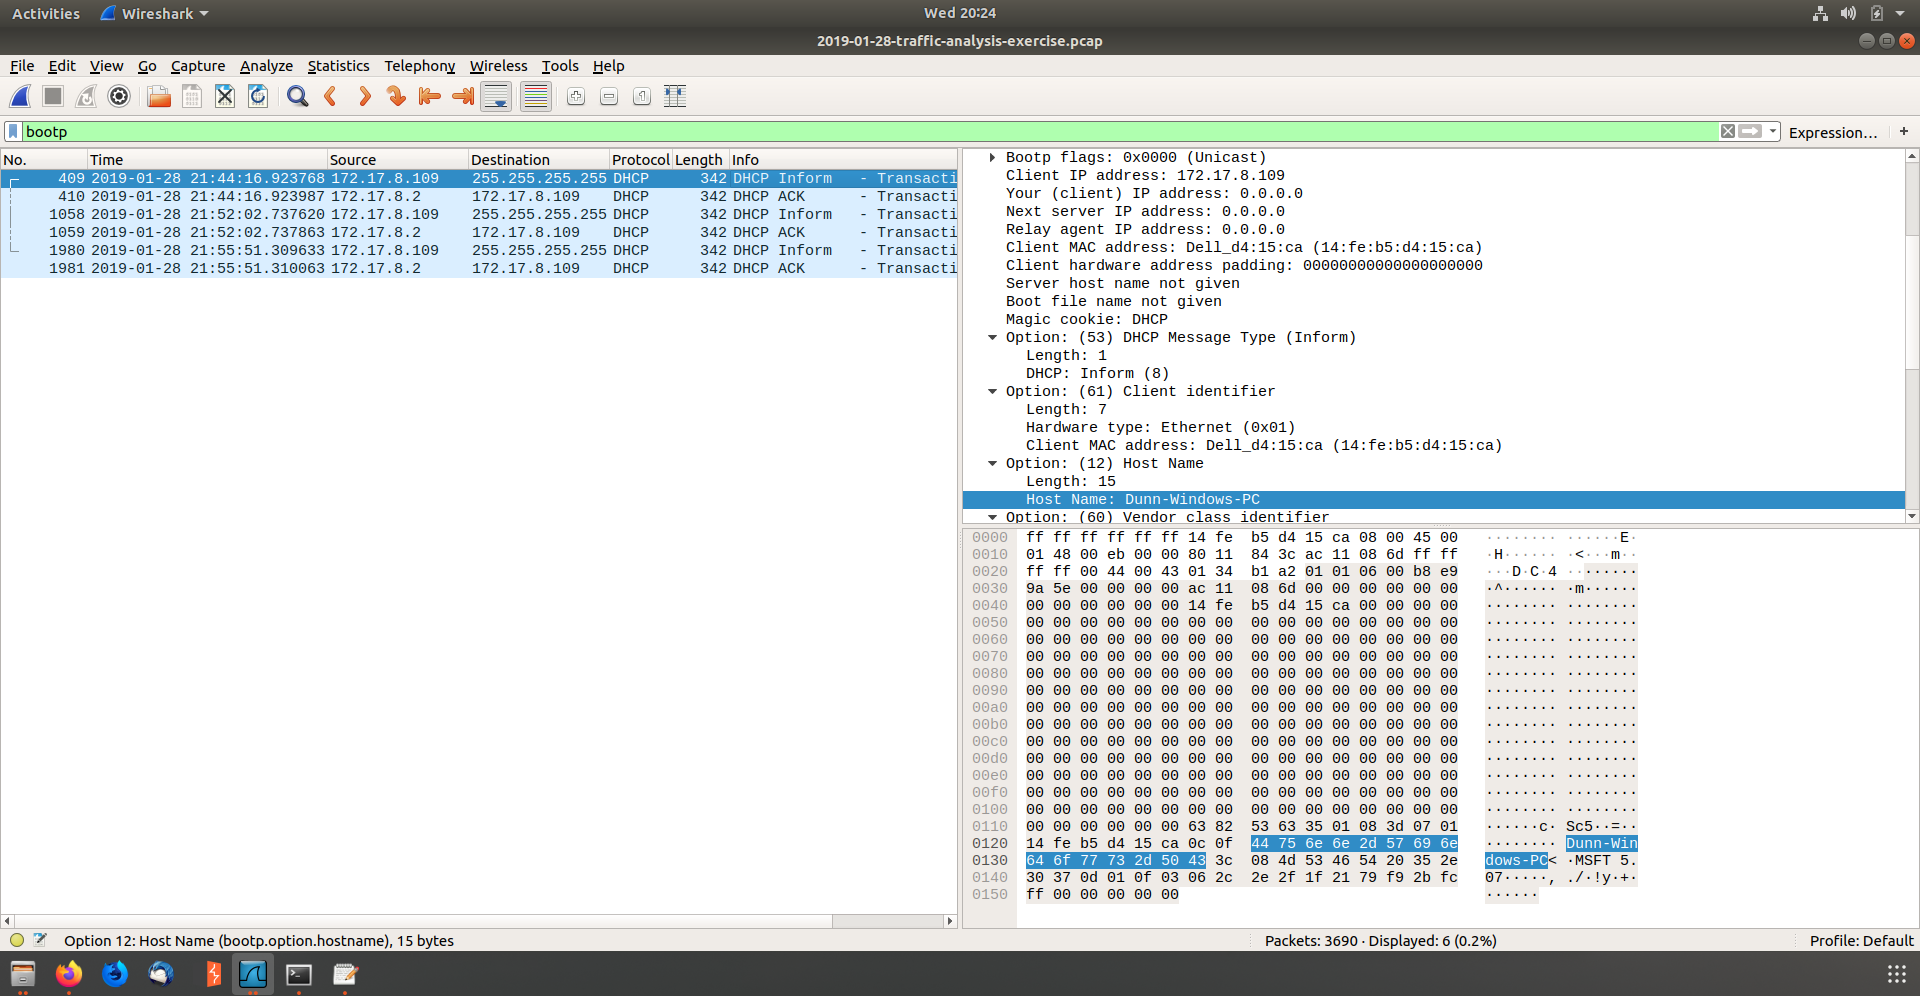 Activities Wireshark Wed 20:24
2019-01-28-traffic-analysis-exercise.pcap
File Edit View Go Capture Analyze Statistics Telephony Wireless Tools Help
bootp Expression… +
No. Time Source Destination Protocol Length Info
409 2019-01-28 21:44:16.923768 172.17.8.109 255.255.255.255 DHCP 342 DHCP Inform - Transacti
410 2019-01-28 21:44:16.923987 172.17.8.2 172.17.8.109 DHCP 342 DHCP ACK - Transacti
1058 2019-01-28 21:52:02.737620 172.17.8.109 255.255.255.255 DHCP 342 DHCP Inform - Transacti
1059 2019-01-28 21:52:02.737863 172.17.8.2 172.17.8.109 DHCP 342 DHCP ACK - Transacti
1980 2019-01-28 21:55:51.309633 172.17.8.109 255.255.255.255 DHCP 342 DHCP Inform - Transacti
1981 2019-01-28 21:55:51.310063 172.17.8.2 172.17.8.109 DHCP 342 DHCP ACK - Transacti
Bootp flags: 0x0000 (Unicast)
Client IP address: 172.17.8.109
Your (client) IP address: 0.0.0.0
Next server IP address: 0.0.0.0
Relay agent IP address: 0.0.0.0
Client MAC address: Dell_d4:15:ca (14:fe:b5:d4:15:ca)
Client hardware address padding: 00000000000000000000
Server host name not given
Boot file name not given
Magic cookie: DHCP
Option: (53) DHCP Message Type (Inform)
Length: 1
DHCP: Inform (8)
Option: (61) Client identifier
Length: 7
Hardware type: Ethernet (0x01)
Client MAC address: Dell_d4:15:ca (14:fe:b5:d4:15:ca)
Option: (12) Host Name
Length: 15
Host Name: Dunn-Windows-PC
Option: (60) Vendor class identifier
0000 ff ff ff ff ff ff 14 fe b5 d4 15 ca 08 00 45 00 ········ ······E·
0010 01 48 00 eb 00 00 80 11 84 3c ac 11 08 6d ff ff ·H······ ·<···m··
0020 ff ff 00 44 00 43 01 34 b1 a2 01 01 06 00 b8 e9 ···D·C·4 ········
0030 9a 5e 00 00 00 00 ac 11 08 6d 00 00 00 00 00 00 ·^······ ·m······
0040 00 00 00 00 00 00 14 fe b5 d4 15 ca 00 00 00 00 ········ ········
0050 00 00 00 00 00 00 00 00 00 00 00 00 00 00 00 00 ········ ········
0060 00 00 00 00 00 00 00 00 00 00 00 00 00 00 00 00 ········ ········
0070 00 00 00 00 00 00 00 00 00 00 00 00 00 00 00 00 ········ ········
0080 00 00 00 00 00 00 00 00 00 00 00 00 00 00 00 00 ········ ········
0090 00 00 00 00 00 00 00 00 00 00 00 00 00 00 00 00 ········ ········
00a0 00 00 00 00 00 00 00 00 00 00 00 00 00 00 00 00 ········ ········
00b0 00 00 00 00 00 00 00 00 00 00 00 00 00 00 00 00 ········ ········
00c0 00 00 00 00 00 00 00 00 00 00 00 00 00 00 00 00 ········ ········
00d0 00 00 00 00 00 00 00 00 00 00 00 00 00 00 00 00 ········ ········
00e0 00 00 00 00 00 00 00 00 00 00 00 00 00 00 00 00 ········ ········
00f0 00 00 00 00 00 00 00 00 00 00 00 00 00 00 00 00 ········ ········
0100 00 00 00 00 00 00 00 00 00 00 00 00 00 00 00 00 ········ ········
0110 00 00 00 00 00 00 63 82 53 63 35 01 08 3d 07 01 ······c· Sc5··=··
0120 14 fe b5 d4 15 ca 0c 0f 44 75 6e 6e 2d 57 69 6e ········ Dunn-Win
0130 64 6f 77 73 2d 50 43 3c 08 4d 53 46 54 20 35 2e dows-PC< ·MSFT 5.
0140 30 37 0d 01 0f 03 06 2c 2e 2f 1f 21 79 f9 2b fc 07·····, ./·!y·+·
0150 ff 00 00 00 00 00 ······
Option 12: Host Name (bootp.option.hostname), 15 bytes Packets: 3690 · Displayed: 6 (0.2%) Profile: Default